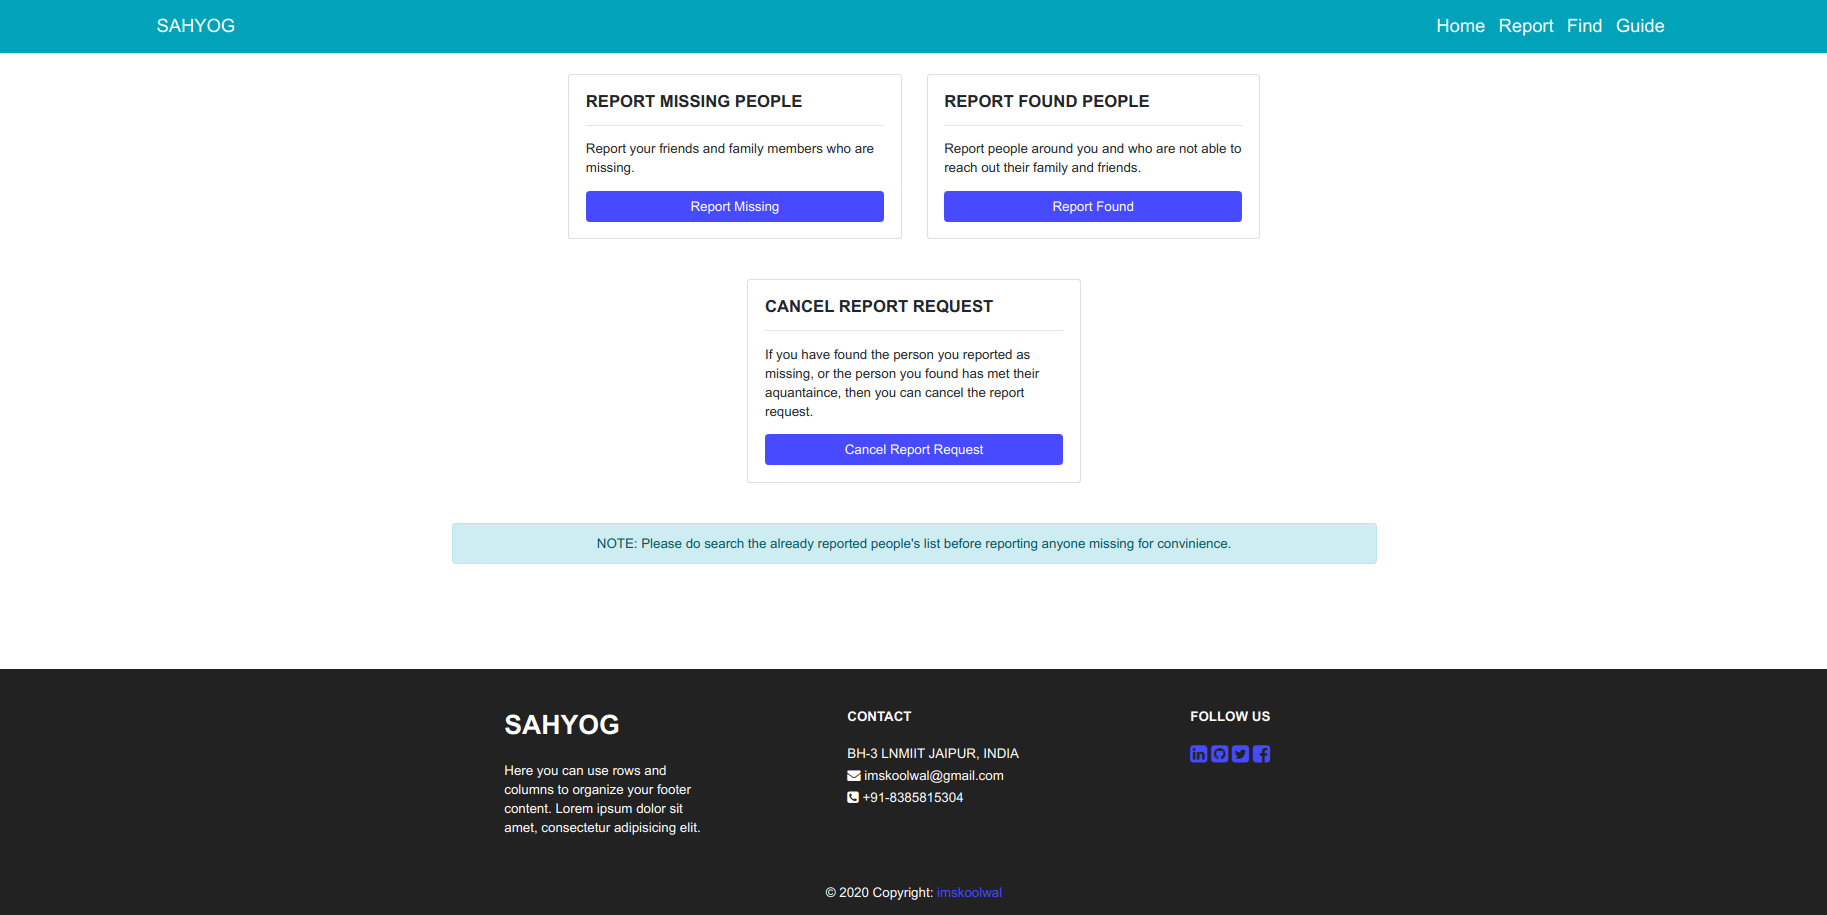 SAHYOG
Home Report Find Guide
REPORT MISSING PEOPLE
Report your friends and family members who are
missing.
Report Missing
REPORT FOUND PEOPLE
Report people around you and who are not able to
reach out their family and friends.
Report Found
CANCEL REPORT REQUEST
If you have found the person you reported as
missing, or the person you found has met their
aquantaince, then you can cancel the report
request.
Cancel Report Request
NOTE: Please do search the already reported people's list before reporting anyone missing for convinience.
SAHYOG
Here you can use rows and
columns to organize your footer
content. Lorem ipsum dolor sit
amet, consectetur adipisicing elit.
CONTACT
BH-3 LNMIIT JAIPUR, INDIA
imskoolwal@gmail.com
+91-8385815304
FOLLOW US
© 2020 Copyright: imskoolwal